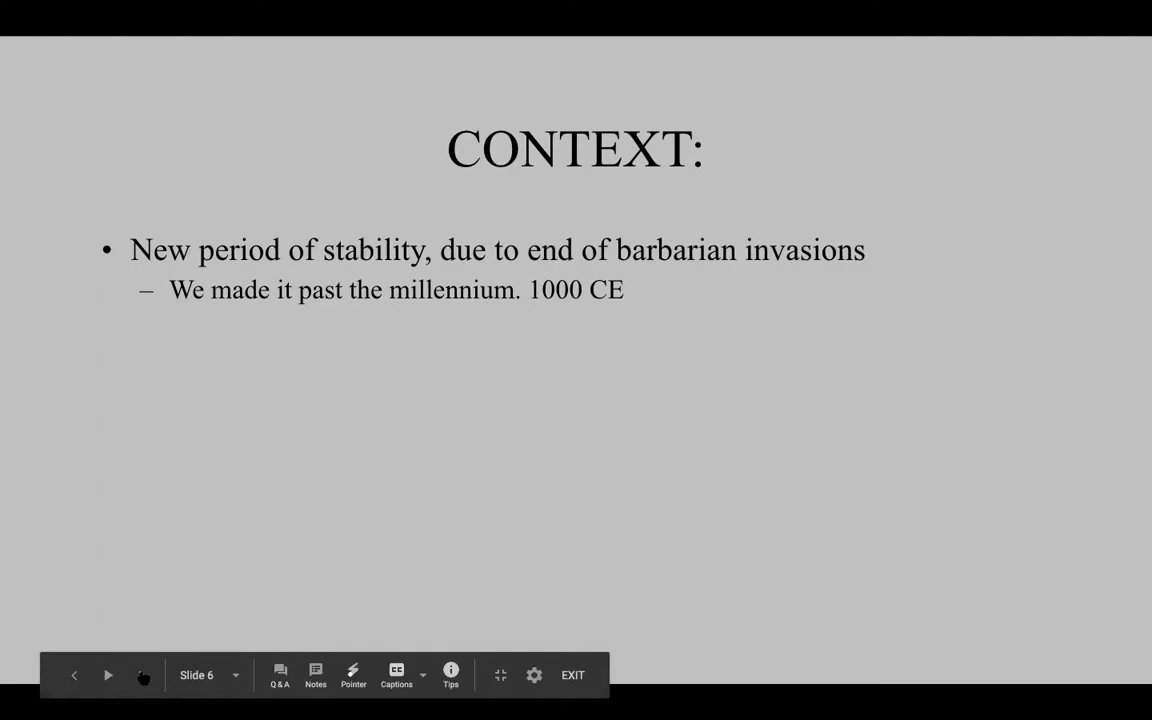 CONTEXT:
• New period of stability, due to end of barbarian invasions
– We made it past the millennium. 1000 CE
Slide 6
Q & A
Notes
Pointer
CC
Captions
Tips
EXIT